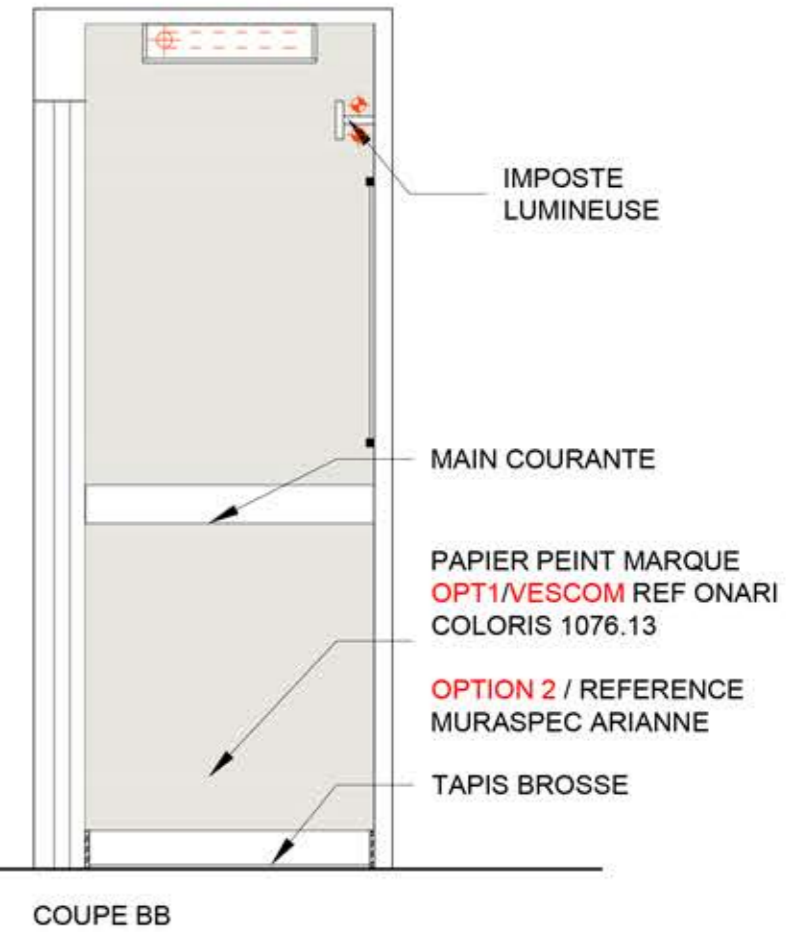 IMPOSTE
LUMINEUSE
MAIN COURANTE
PAPIER PEINT MARQUE
OPT1/VESCOM REF ONARI
COLORIS 1076.13
OPTION 2 / REFERENCE
MURASPEC ARIANNE
TAPIS BROSSE
COUPE BB